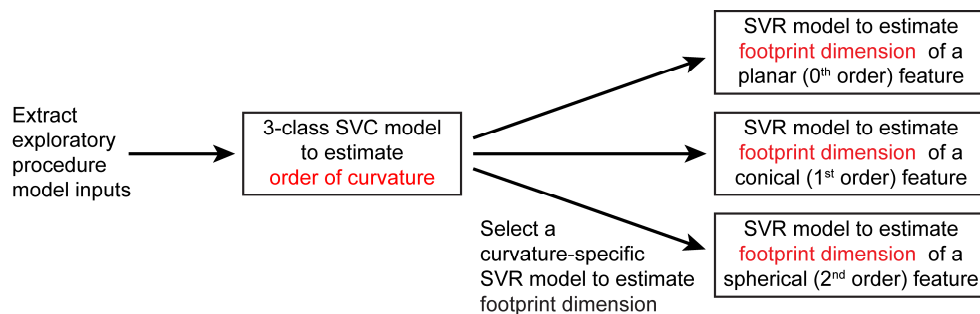 Extract
exploratory
procedure
model inputs
3-class SVC model
to estimate
order of curvature
Select a
curvature-specific
SVR model to estimate
footprint dimension
SVR model to estimate
footprint dimension of a
planar (0th order) feature
SVR model to estimate
footprint dimension of a
conical (1st order) feature
SVR model to estimate
footprint dimension of a
spherical (2nd order) feature